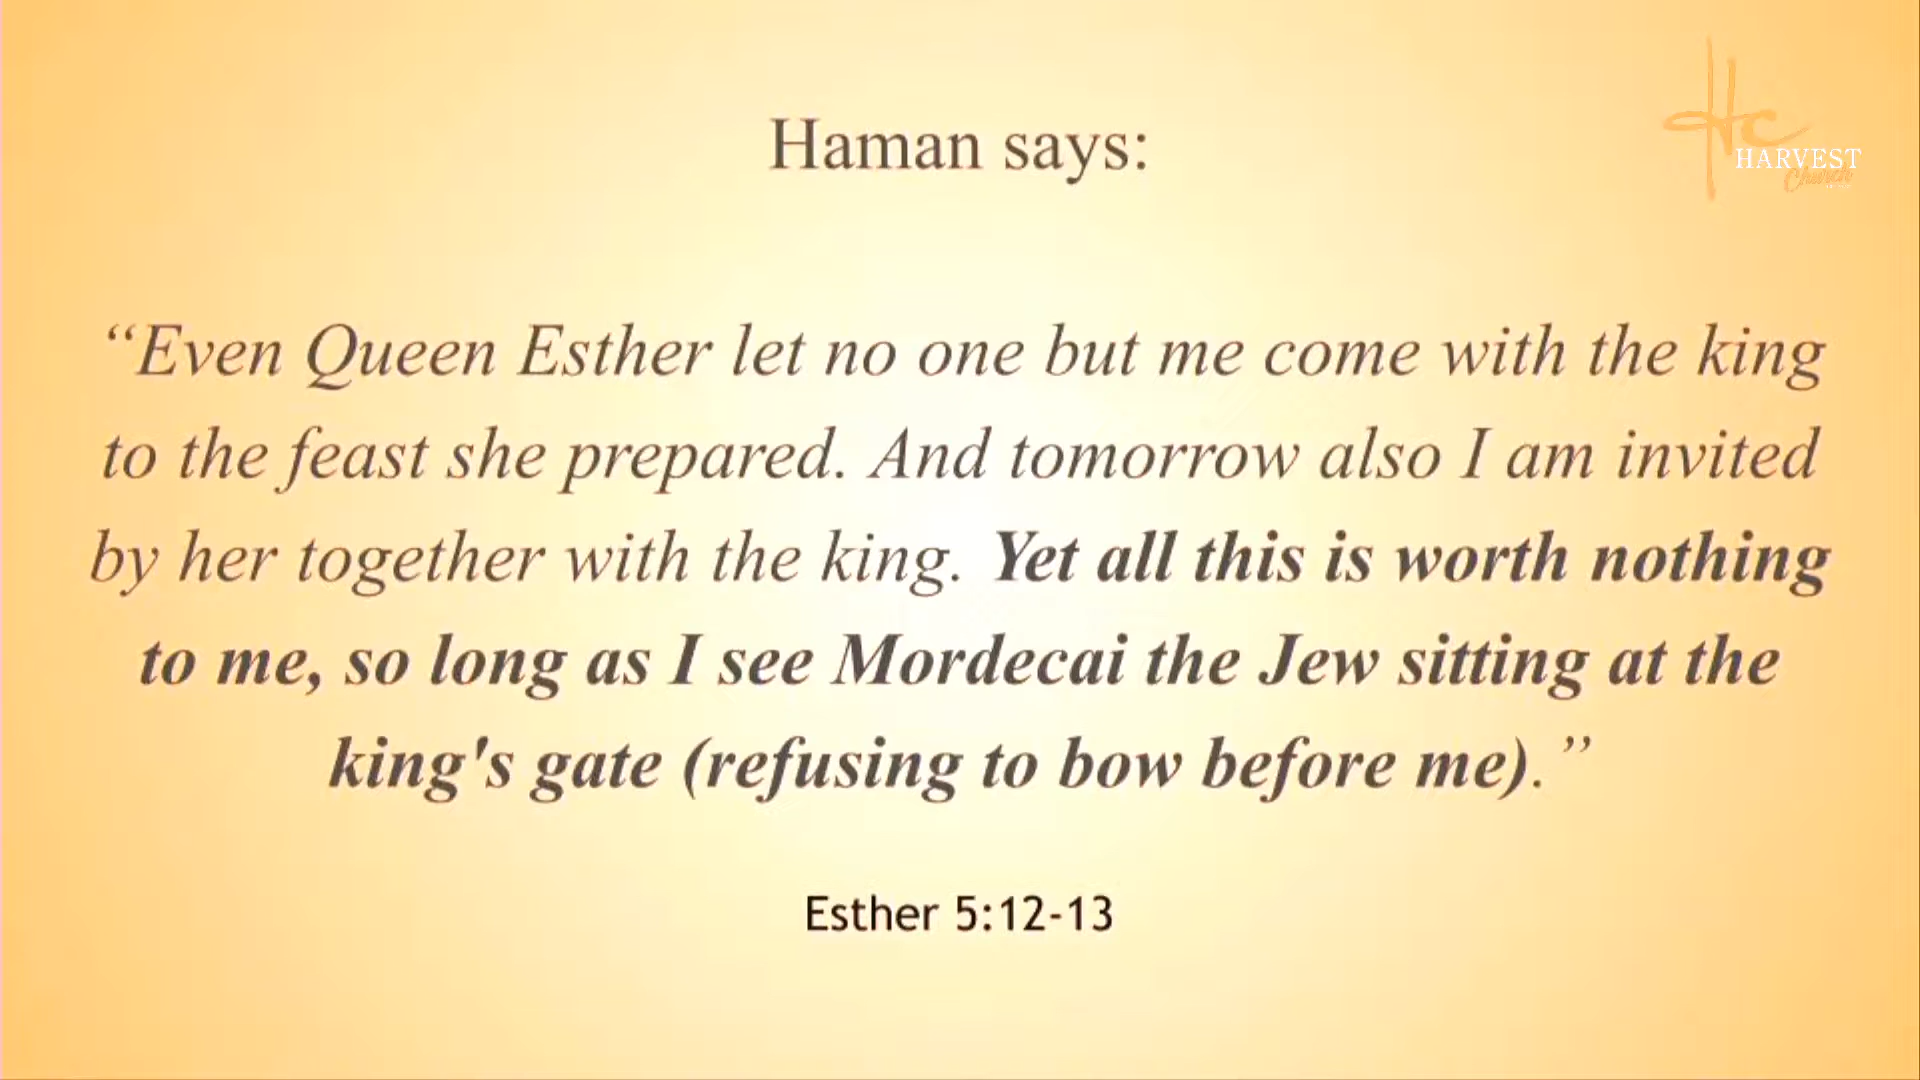 HARVEST
Church
Haman says:
“Even Queen Esther let no one but me come with the king
to the feast she prepared. And tomorrow also I am invited
by her together with the king. Yet all this is worth nothing
to me, so long as I see Mordecai the Jew sitting at the
king's gate (refusing to bow before me).”
Esther 5:12-13